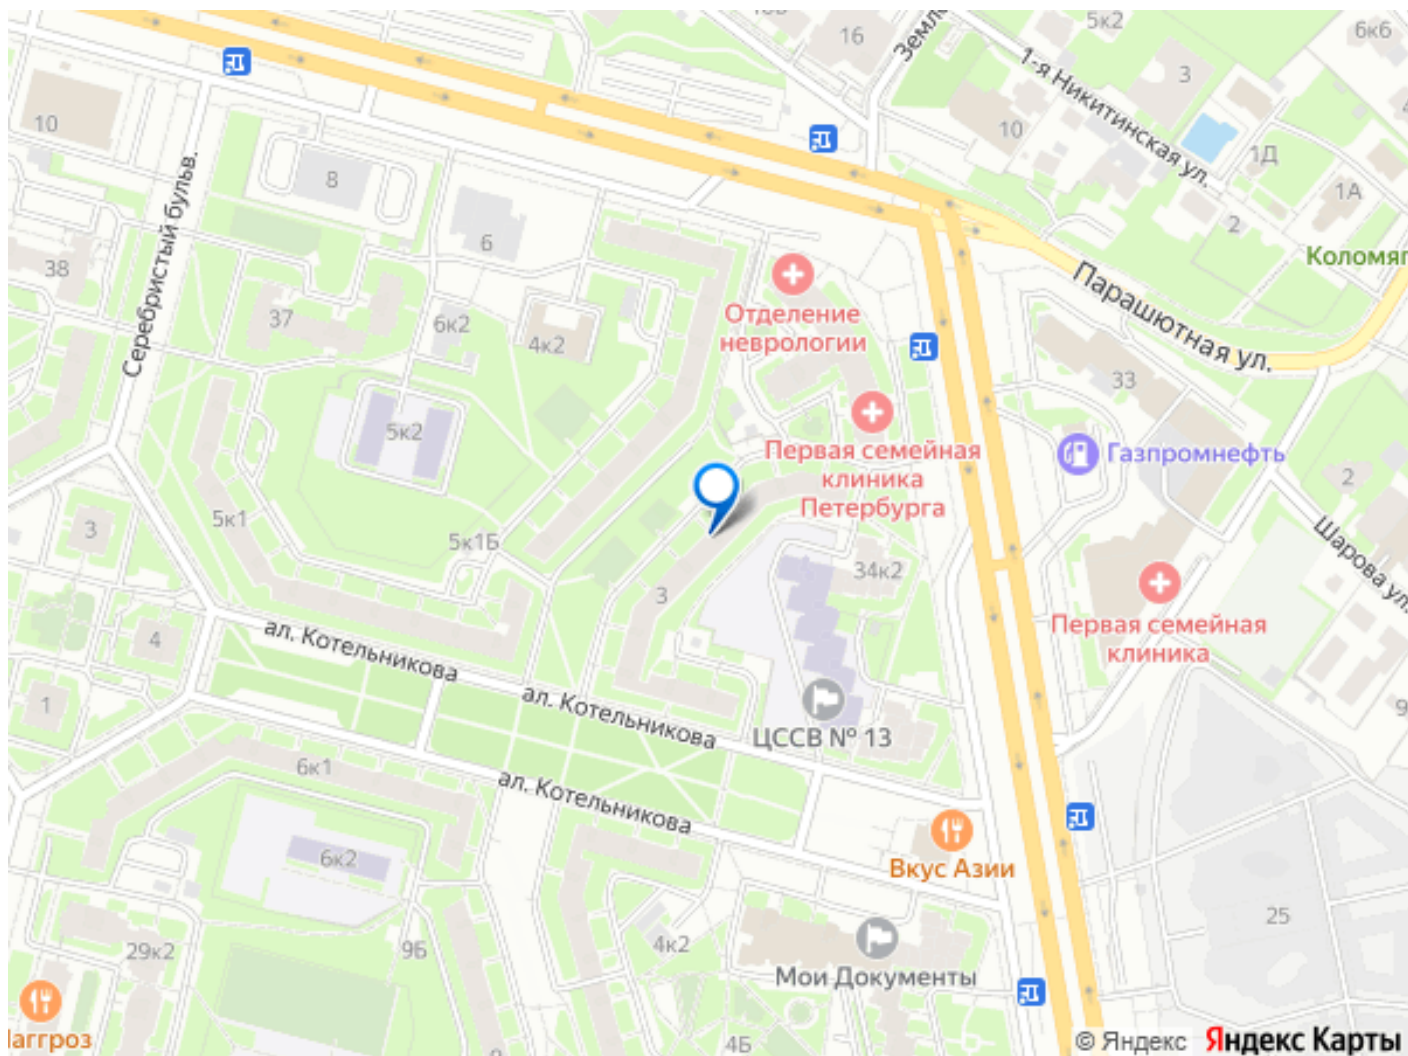 16
5к2
6к6
3
1-я Никитинская ул.
10
10
1Д
1А
8
2
6
38
Серебристый бульв.
Парашютная ул.
Отделение
неврологии
37
6к2
4к2
33
5к2
Первая семейная
клиника
Петербурга
Газпромнефть
2
5к1
3
5к1Б
34к2
Шарова ул.
3
4
ал. Котельникова
Первая семейная
клиника
1
ал. Котельникова
ЦССВ № 13
9
6к1
ал. Котельникова
6к2
Вкус Азии
25
29к2
9Б
4к2
Мои Документы
4Б
© Яндекс
Яндекс Карты